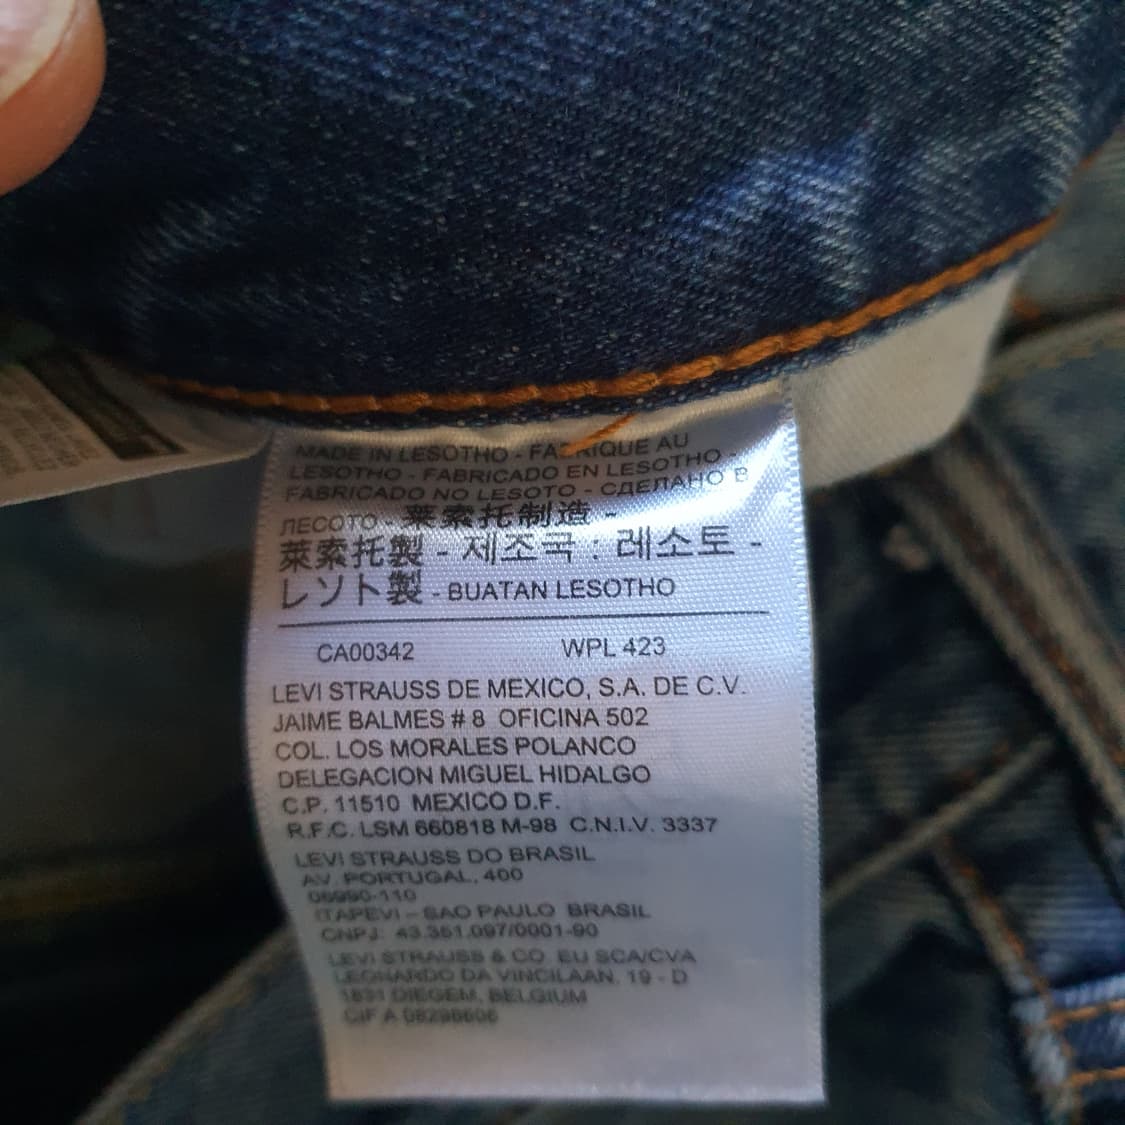 MADE IN LESOTHO - FABRIQUE AU
LESOTHO - FABRICADO EN LESOTHO -
FABRICADO NO LESOTO - СДЕЛАНО В
ЛЕСОТО - 莱索托制造 -
萊索托製 - 제조국 : 레소토 -
レソト製 - BUATAN LESOTHO
CA00342 WPL 423
LEVI STRAUSS DE MEXICO, S.A. DE C.V.
JAIME BALMES # 8 OFICINA 502
COL. LOS MORALES POLANCO
DELEGACION MIGUEL HIDALGO
C.P. 11510 MEXICO D.F.
R.F.C. LSM 660818 M-98 C.N.I.V. 3337
LEVI STRAUSS DO BRASIL
AV. PORTUGAL, 400
06690-110
ITAPEVI – SAO PAULO BRASIL
CNPJ: 43.351.097/0001-90
LEVI STRAUSS & CO. EU SCA/CVA
LEONARDO DA VINCILAAN, 19 - D
1831 DIEGEM, BELGIUM
CIF A 08296606